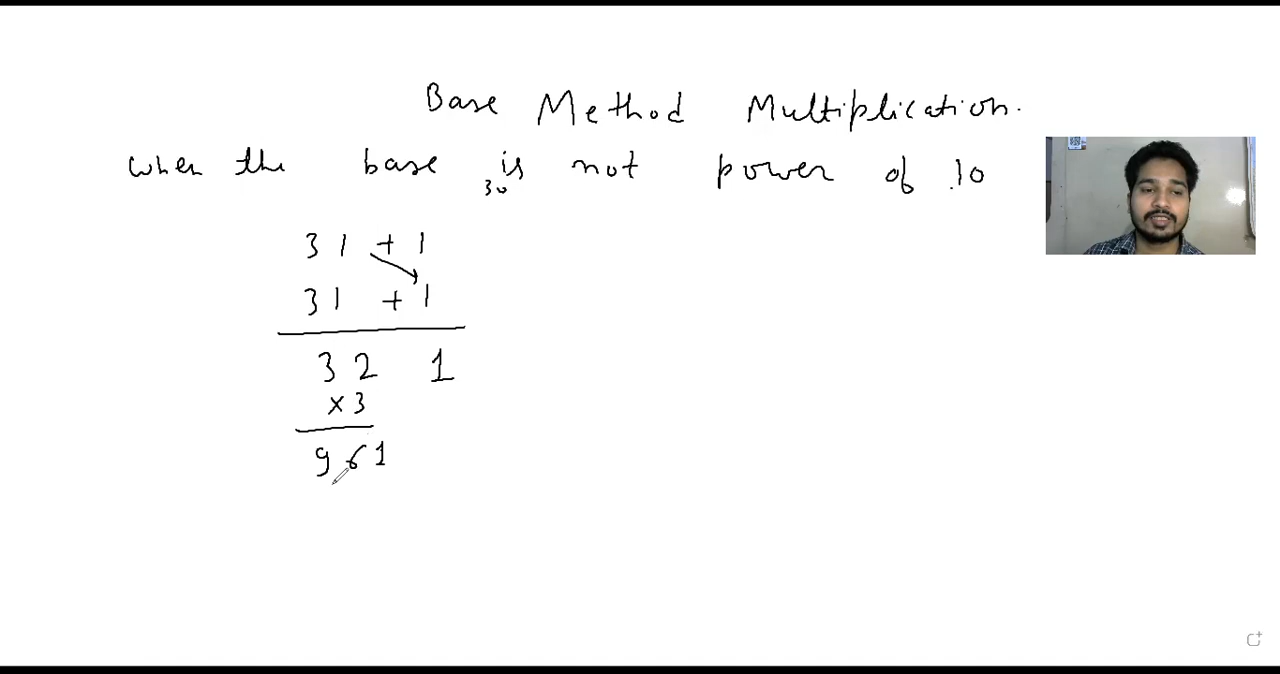 Base Method Multiplication.
when the base is not power of 10
30
31 + 1
31 + 1
32 1
× 3
961